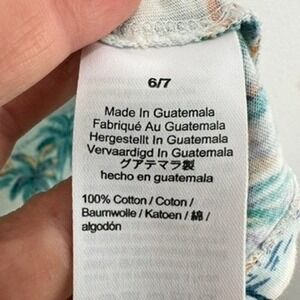 6/7
Made In Guatemala
Fabriqué Au Guatemala
Hergestellt In Guatemala
Vervaardigd In Guatemala
グアテマラ製
hecho en guatemala
100% Cotton / Coton /
Baumwolle / Katoen / 綿 /
algodón